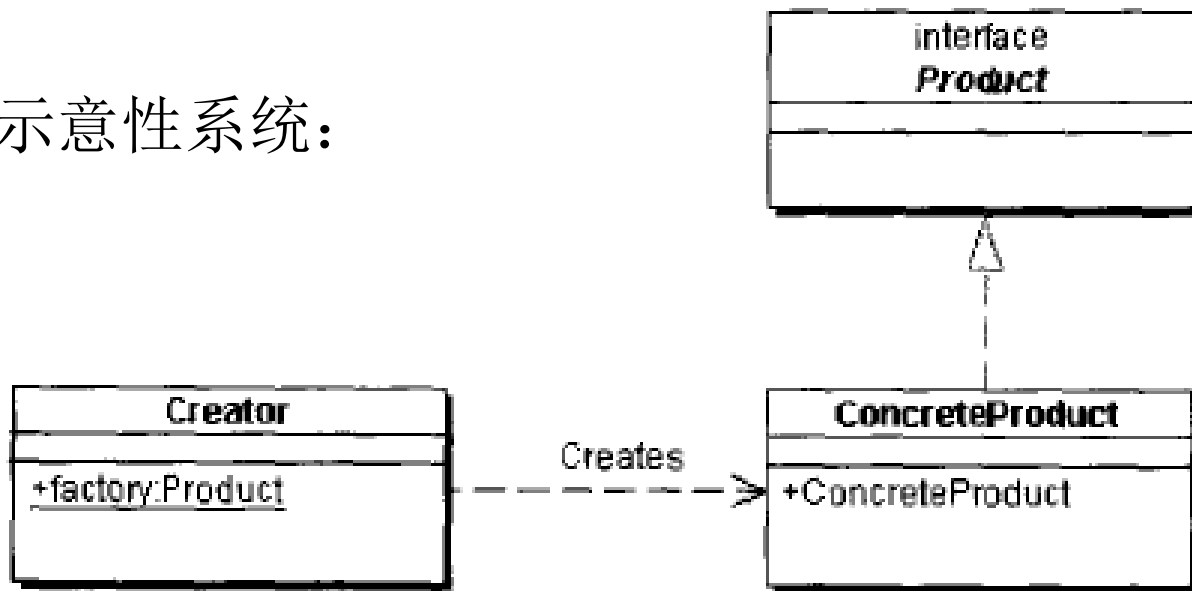 示意性系统：
interface
Product
Creator
+factory:Product
Creates
ConcreteProduct
+ConcreteProduct